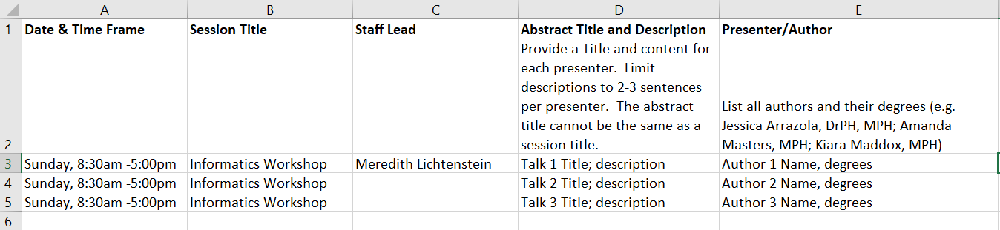 A B C D E
1 Date & Time Frame Session Title Staff Lead Abstract Title and Description Presenter/Author
Provide a Title and content for
each presenter.  Limit
descriptions to 2-3 sentences
per presenter.  The abstract
title cannot be the same as a
session title.
List all authors and their degrees (e.g.
Jessica Arrazola, DrPH, MPH; Amanda
Masters, MPH; Kiara Maddox, MPH)
2
3 Sunday, 8:30am -5:00pm Informatics Workshop Meredith Lichtenstein Talk 1 Title; description Author 1 Name, degrees
4 Sunday, 8:30am -5:00pm Informatics Workshop Talk 2 Title; description Author 2 Name, degrees
5 Sunday, 8:30am -5:00pm Informatics Workshop Talk 3 Title; description Author 3 Name, degrees
6